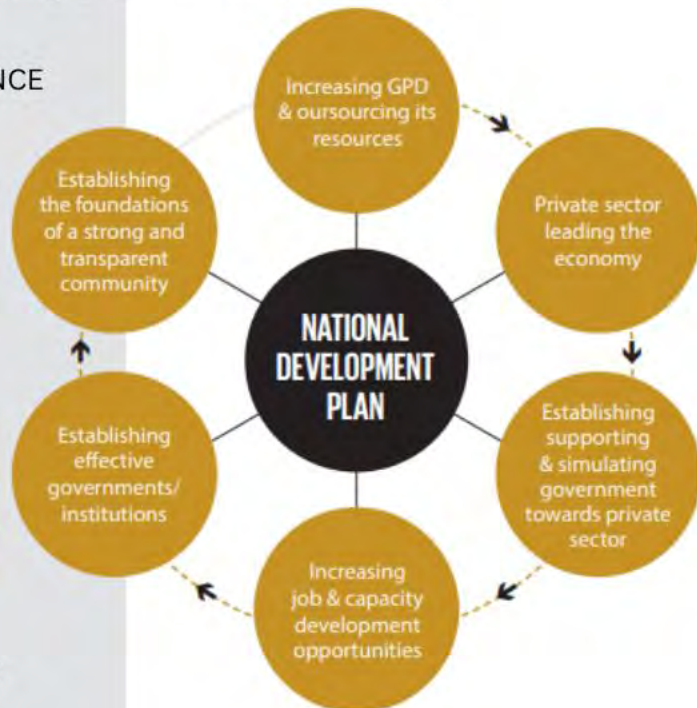 NCE
Increasing GPD
& oursourcing its
resources
Private sector
leading the
economy
Establishing
supporting
& simulating
government
towards private
sector
Increasing
job & capacity
development
opportunities
Establishing
effective
governments/
institutions
Establishing
the foundations
of a strong and
transparent
community
NATIONAL
DEVELOPMENT
PLAN